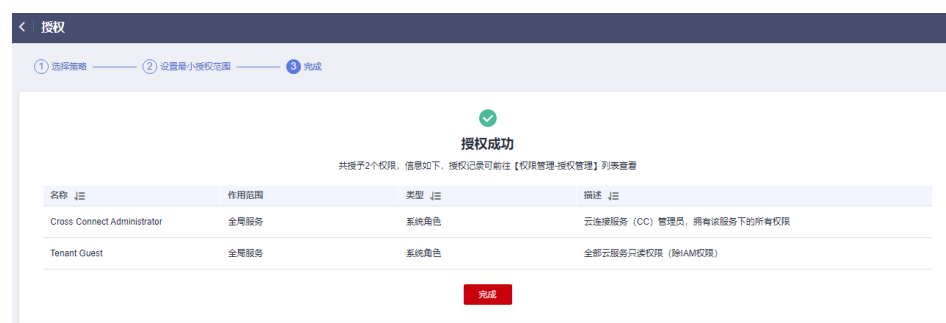 授权
1 选择策略 2 设置最小授权范围 3 完成
授权成功
共授予2个权限，信息如下，授权记录可前往【权限管理-授权管理】列表查看
名称 作用范围 类型 描述
Cross Connect Administrator 全局服务 系统角色 云连接服务（CC）管理员，拥有该服务下的所有权限
Tenant Guest 全局服务 系统角色 全部云服务只读权限（除IAM权限）
完成